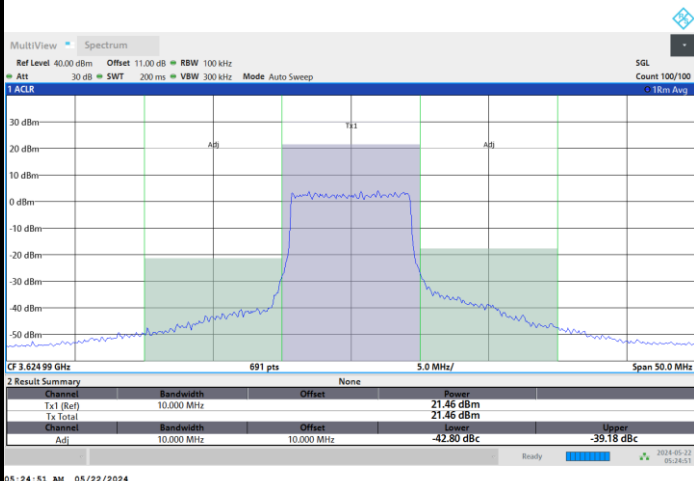 MultiView Spectrum
Ref Level 40.00 dBm Offset 11.00 dB RBW 100 kHz SGL
Att 30 dB SWT 200 ms VBW 300 kHz Mode Auto Sweep Count 100/100
1 ACLR 1Rm Avg
Tx1
30 dBm
Adj Adj
20 dBm
10 dBm
0 dBm
-10 dBm
-20 dBm
-30 dBm
-40 dBm
-50 dBm
CF 3.624 99 GHz 691 pts 5.0 MHz/ Span 50.0 MHz
2 Result Summary None
Channel Bandwidth Offset Power
Tx1 (Ref) 10.000 MHz 21.46 dBm
Tx Total 21.46 dBm
Channel Bandwidth Offset Lower Upper
Adj 10.000 MHz 10.000 MHz -42.80 dBc -39.18 dBc
Ready 2024-05-22
05:24:51
05:24:51 AM 05/22/2024